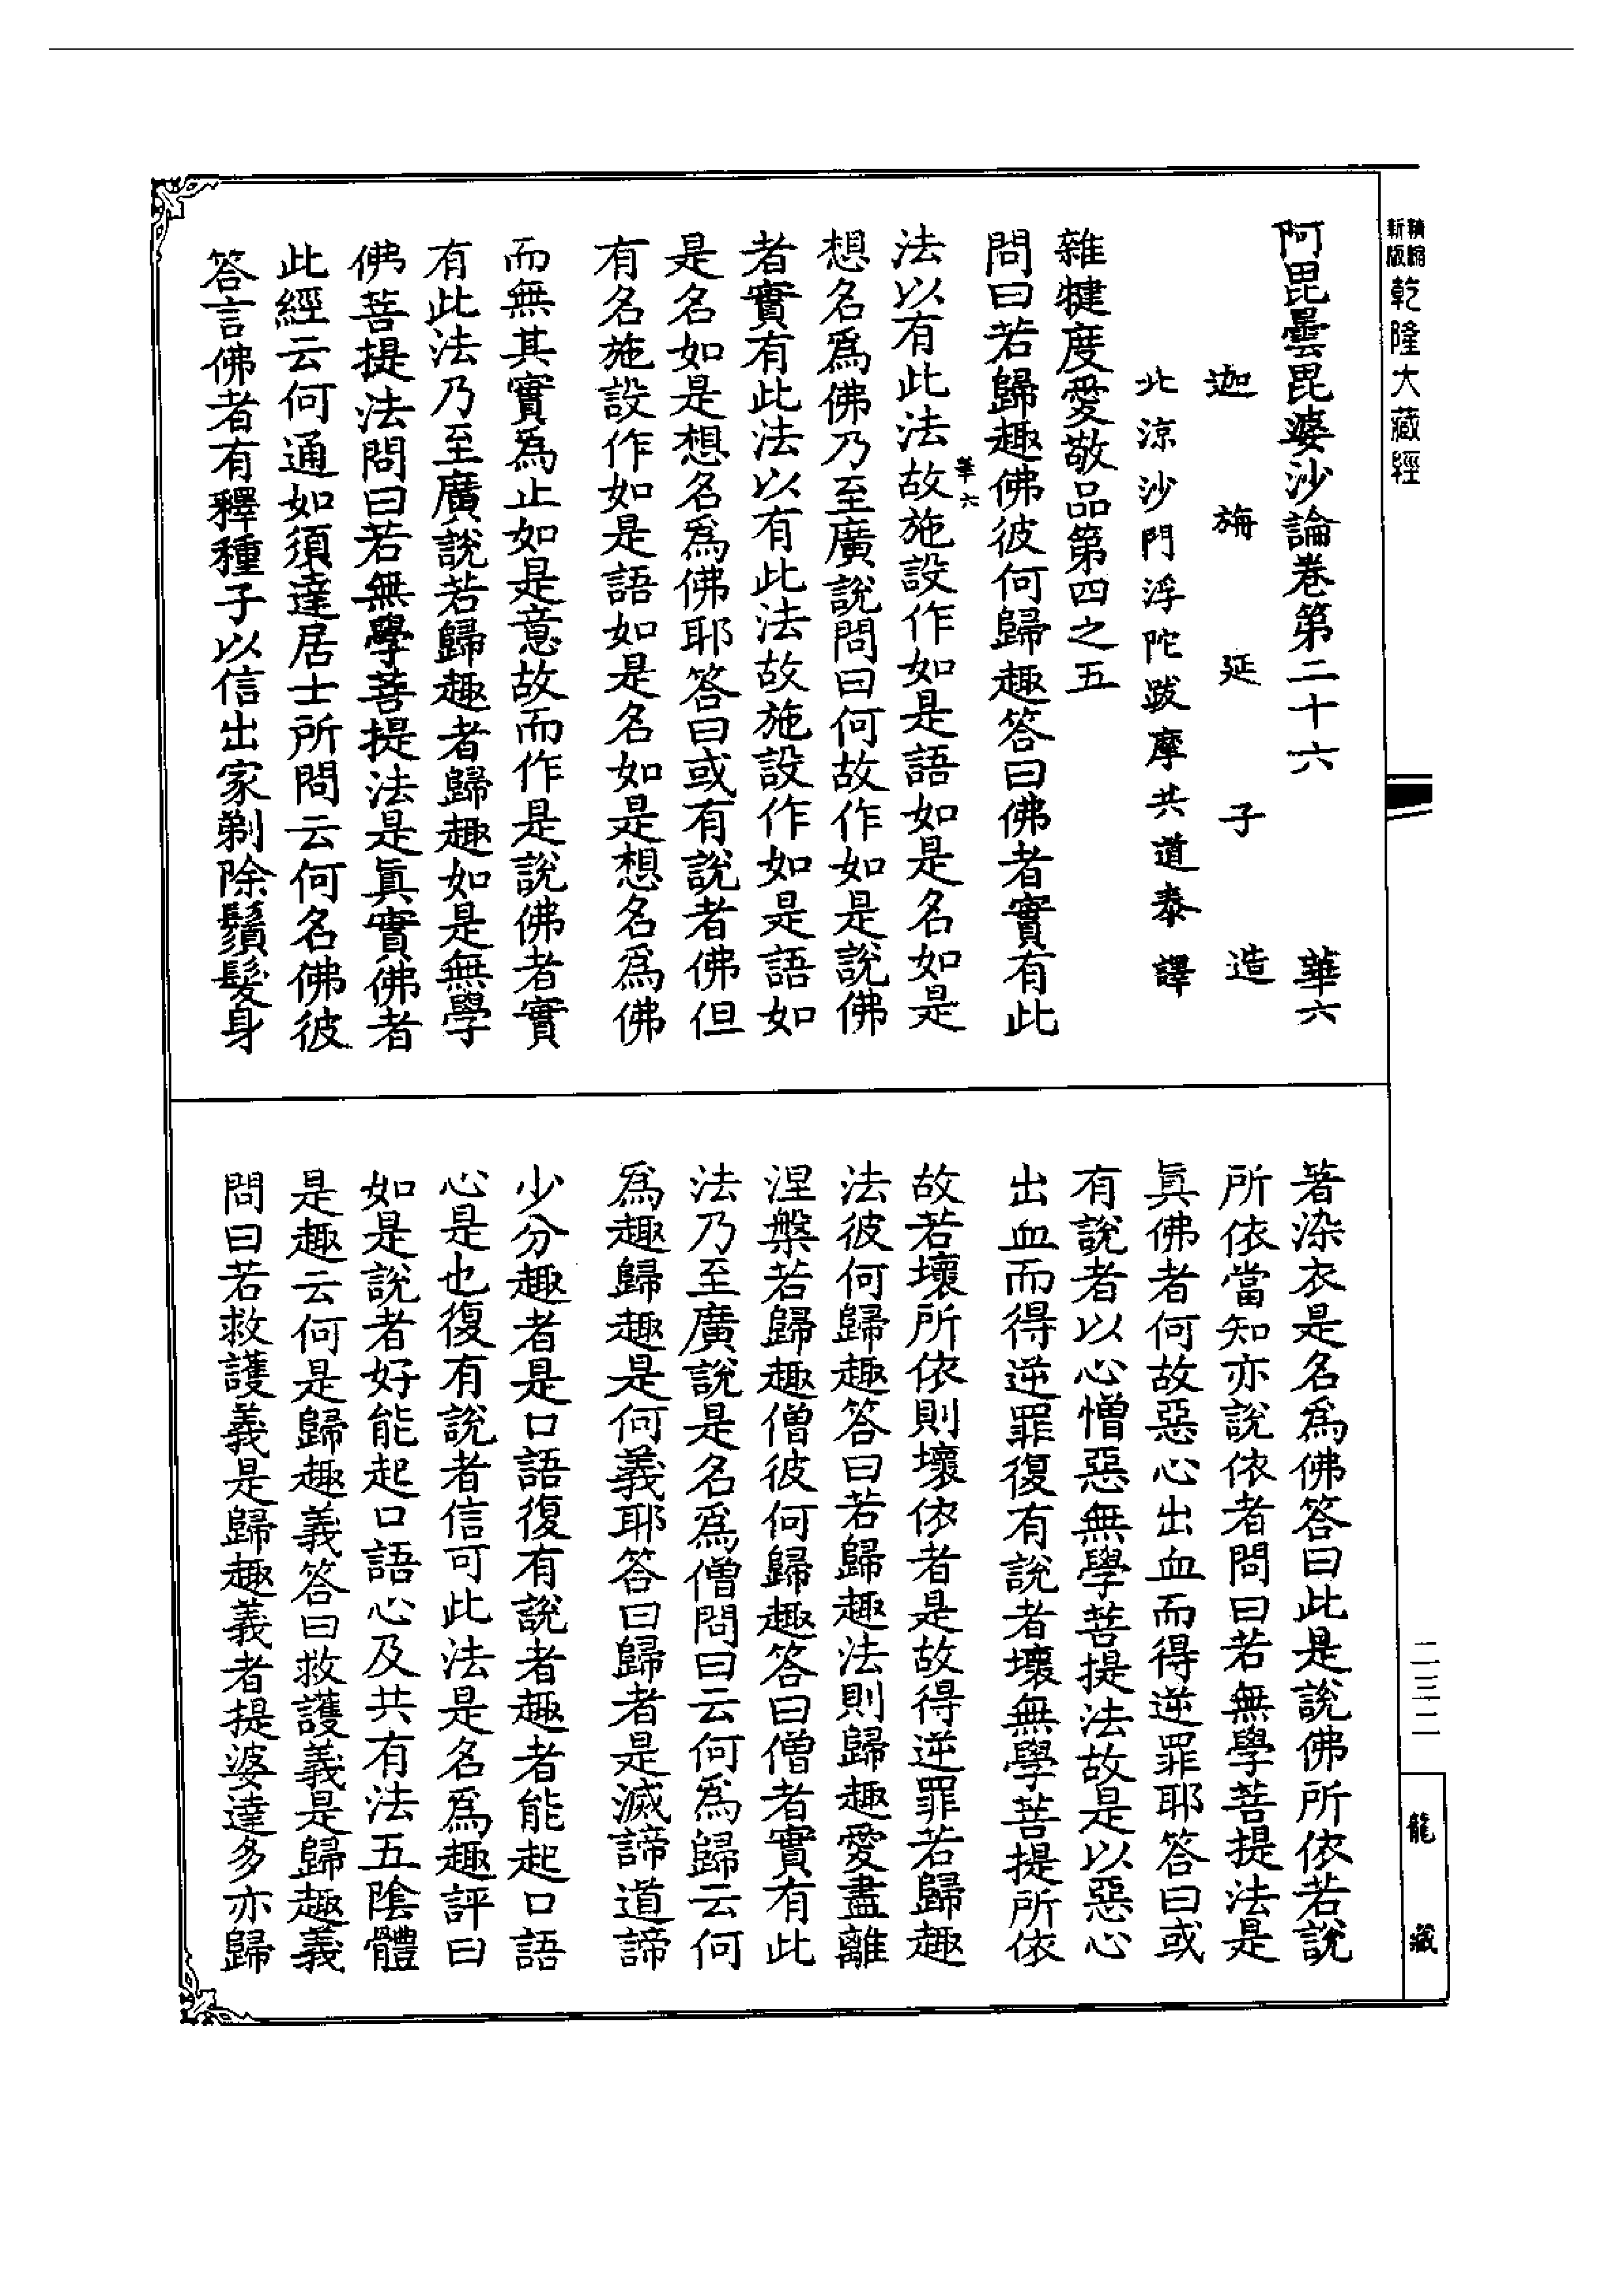 精縮新版乾隆大藏經
阿毘曇毘婆沙論卷第二十六 華六
迦旃延子造
北涼沙門浮陀跋摩共道泰譯
雜犍度愛敬品第四之五
問曰若歸趣佛彼何歸趣答曰佛者實有此
法以有此法故施設作如是語如是名如是
華六
想名爲佛乃至廣說問曰何故作如是說佛
者實有此法以有此法故施設作如是語如
是名如是想名爲佛耶答曰或有說者佛但
有名施設作如是語如是名如是想名爲佛
而無其實爲止如是意故而作是說佛者實
有此法乃至廣說若歸趣者歸趣如是無學
佛菩提法問曰若無學菩提法是眞實佛者
此經云何通如須達居士所問云何名佛彼
答言佛者有釋種子以信出家剃除鬚髮身
著染衣是名爲佛答曰此是說佛所依若說
所依當知亦說依者問曰若無學菩提法是
眞佛者何故惡心出血而得逆罪耶答曰或
有說者以心憎惡無學菩提法故是以惡心
出血而得逆罪復有說者壞無學菩提所依
故若壞所依則壞依者是故得逆罪若歸趣
法彼何歸趣答曰若歸趣法則歸趣愛盡離
涅槃若歸趣僧彼何歸趣答曰僧者實有此
法乃至廣說是名爲僧問曰云何爲歸云何
爲趣歸趣是何義耶答曰歸者是滅諦道諦
少分趣者是口語復有說者趣者能起口語
心是也復有說者信可此法是名爲趣評曰
如是說者好能起口語心及共有法五陰體
是趣云何是歸趣義答曰救護義是歸趣義
問曰若救護義是歸趣義者提婆達多亦歸
二三二
龍藏